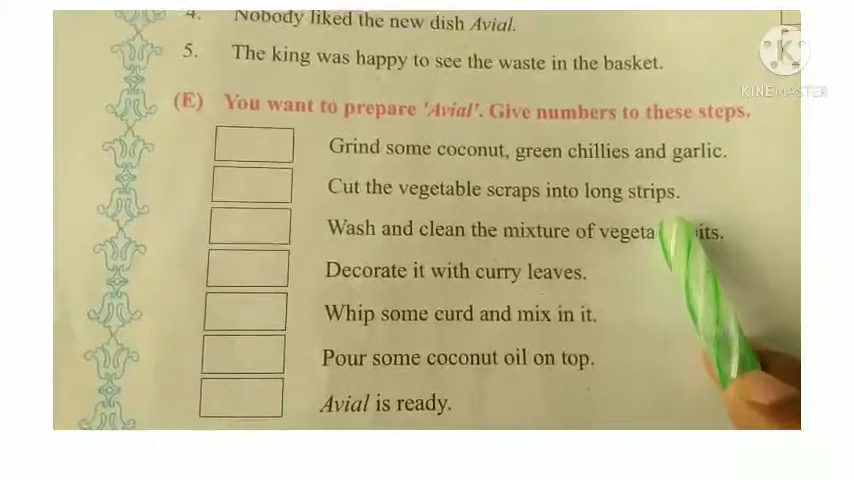 4. Nobody liked the new dish Avial.
5. The king was happy to see the waste in the basket.
KINEMASTER
(E) You want to prepare 'Avial'. Give numbers to these steps.
Grind some coconut, green chillies and garlic.
Cut the vegetable scraps into long strips.
Wash and clean the mixture of
Decorate it with curry leaves.
Whip some curd and mix in it.
Pour some coconut oil on top.
Avial is ready.